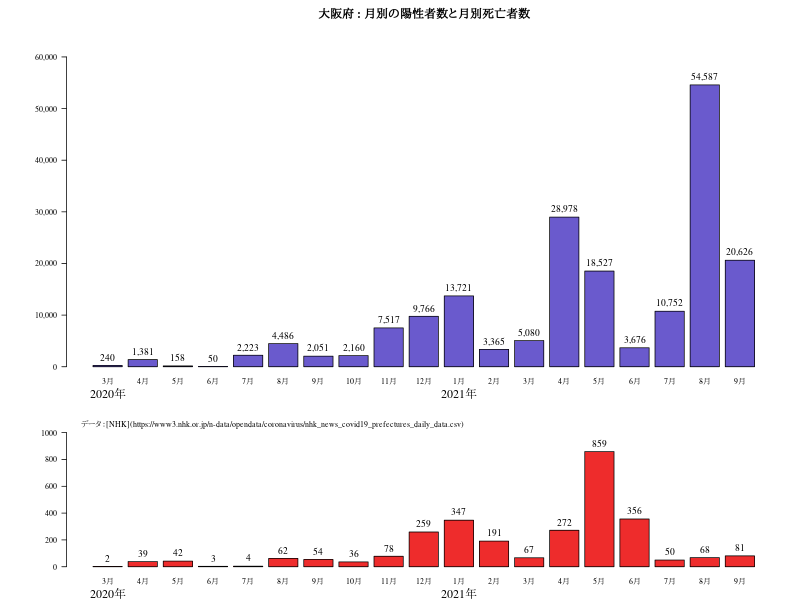 大阪府 : 月別の陽性者数と月別死亡者数
60,000
50,000
40,000
30,000
20,000
10,000
0
240 1,381 158 50 2,223 4,486 2,051 2,160 7,517 9,766 13,721 3,365 5,080 28,978 18,527 3,676 10,752 54,587 20,626
3月 4月 5月 6月 7月 8月 9月 10月 11月 12月 1月 2月 3月 4月 5月 6月 7月 8月 9月
2020年 2021年
データ : [NHK](https://www3.nhk.or.jp/n-data/opendata/coronavirus/nhk_news_covid19_prefectures_daily_data.csv)
1000
800
600
400
200
0
2 39 42 3 4 62 54 36 78 259 347 191 67 272 859 356 50 68 81
3月 4月 5月 6月 7月 8月 9月 10月 11月 12月 1月 2月 3月 4月 5月 6月 7月 8月 9月
2020年 2021年